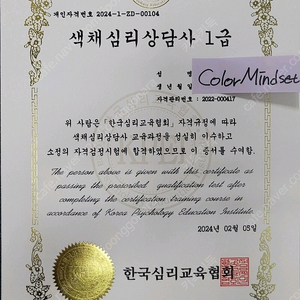 개인자격번호 2024-1-ZD-00104
색채심리상담사 1급
성 명
생년월일
자격관리번호 : 2022-000417
ColorMindset
위 사람은 「한국심리교육협회」 자격규정에 따라
색채심리상담사 교육과정을 성실히 이수하고
소정의 자격검정시험에 합격하였으므로 이 증서를 수여함.
The person above is given with this certificate as
passing the prescribed qualification test after
completing the certification training course in
accordance of Korea Psychology Education Institute.
2024년 02월 05일
한국심리교육협회